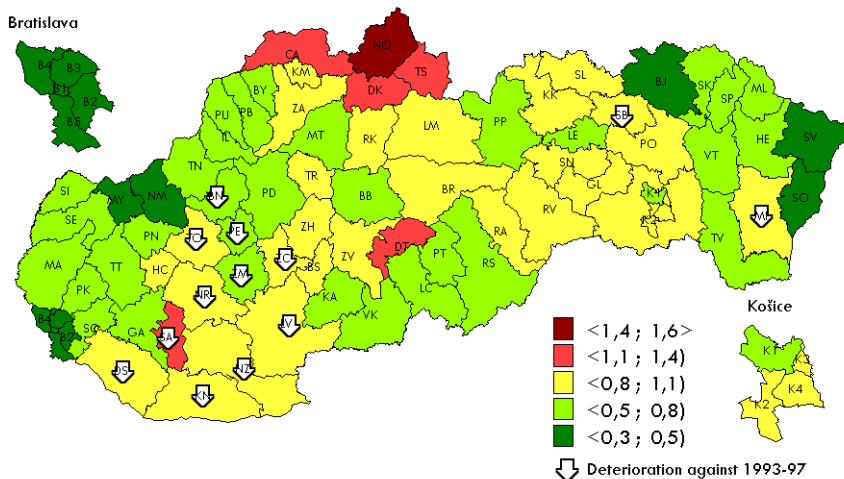 Bratislava
B4
B3
B1
B2
B5
CA
NO
TS
KM
DK
BY
ZA
PU
PB
IL
MT
RK
LM
PP
KK
SL
BJ
SK
SP
ML
SB
LE
PO
HE
SV
VT
SN
GL
SO
MI
TV
K1
TN
TR
BN
PD
BB
BR
RV
RA
SI
MY
NM
SE
PN
TO
PE
ZH
ZV
DT
PT
RS
MA
TT
HC
ZM
ZC
BS
PK
NR
KA
LC
VK
B4
B2
SC
GA
SA
LV
DS
NZ
KN
Košice
K1
K3
K4
K2
<1,4 ; 1,6>
<1,1 ; 1,4)
<0,8 ; 1,1)
<0,5 ; 0,8)
<0,3 ; 0,5)
Deterioration against 1993-97